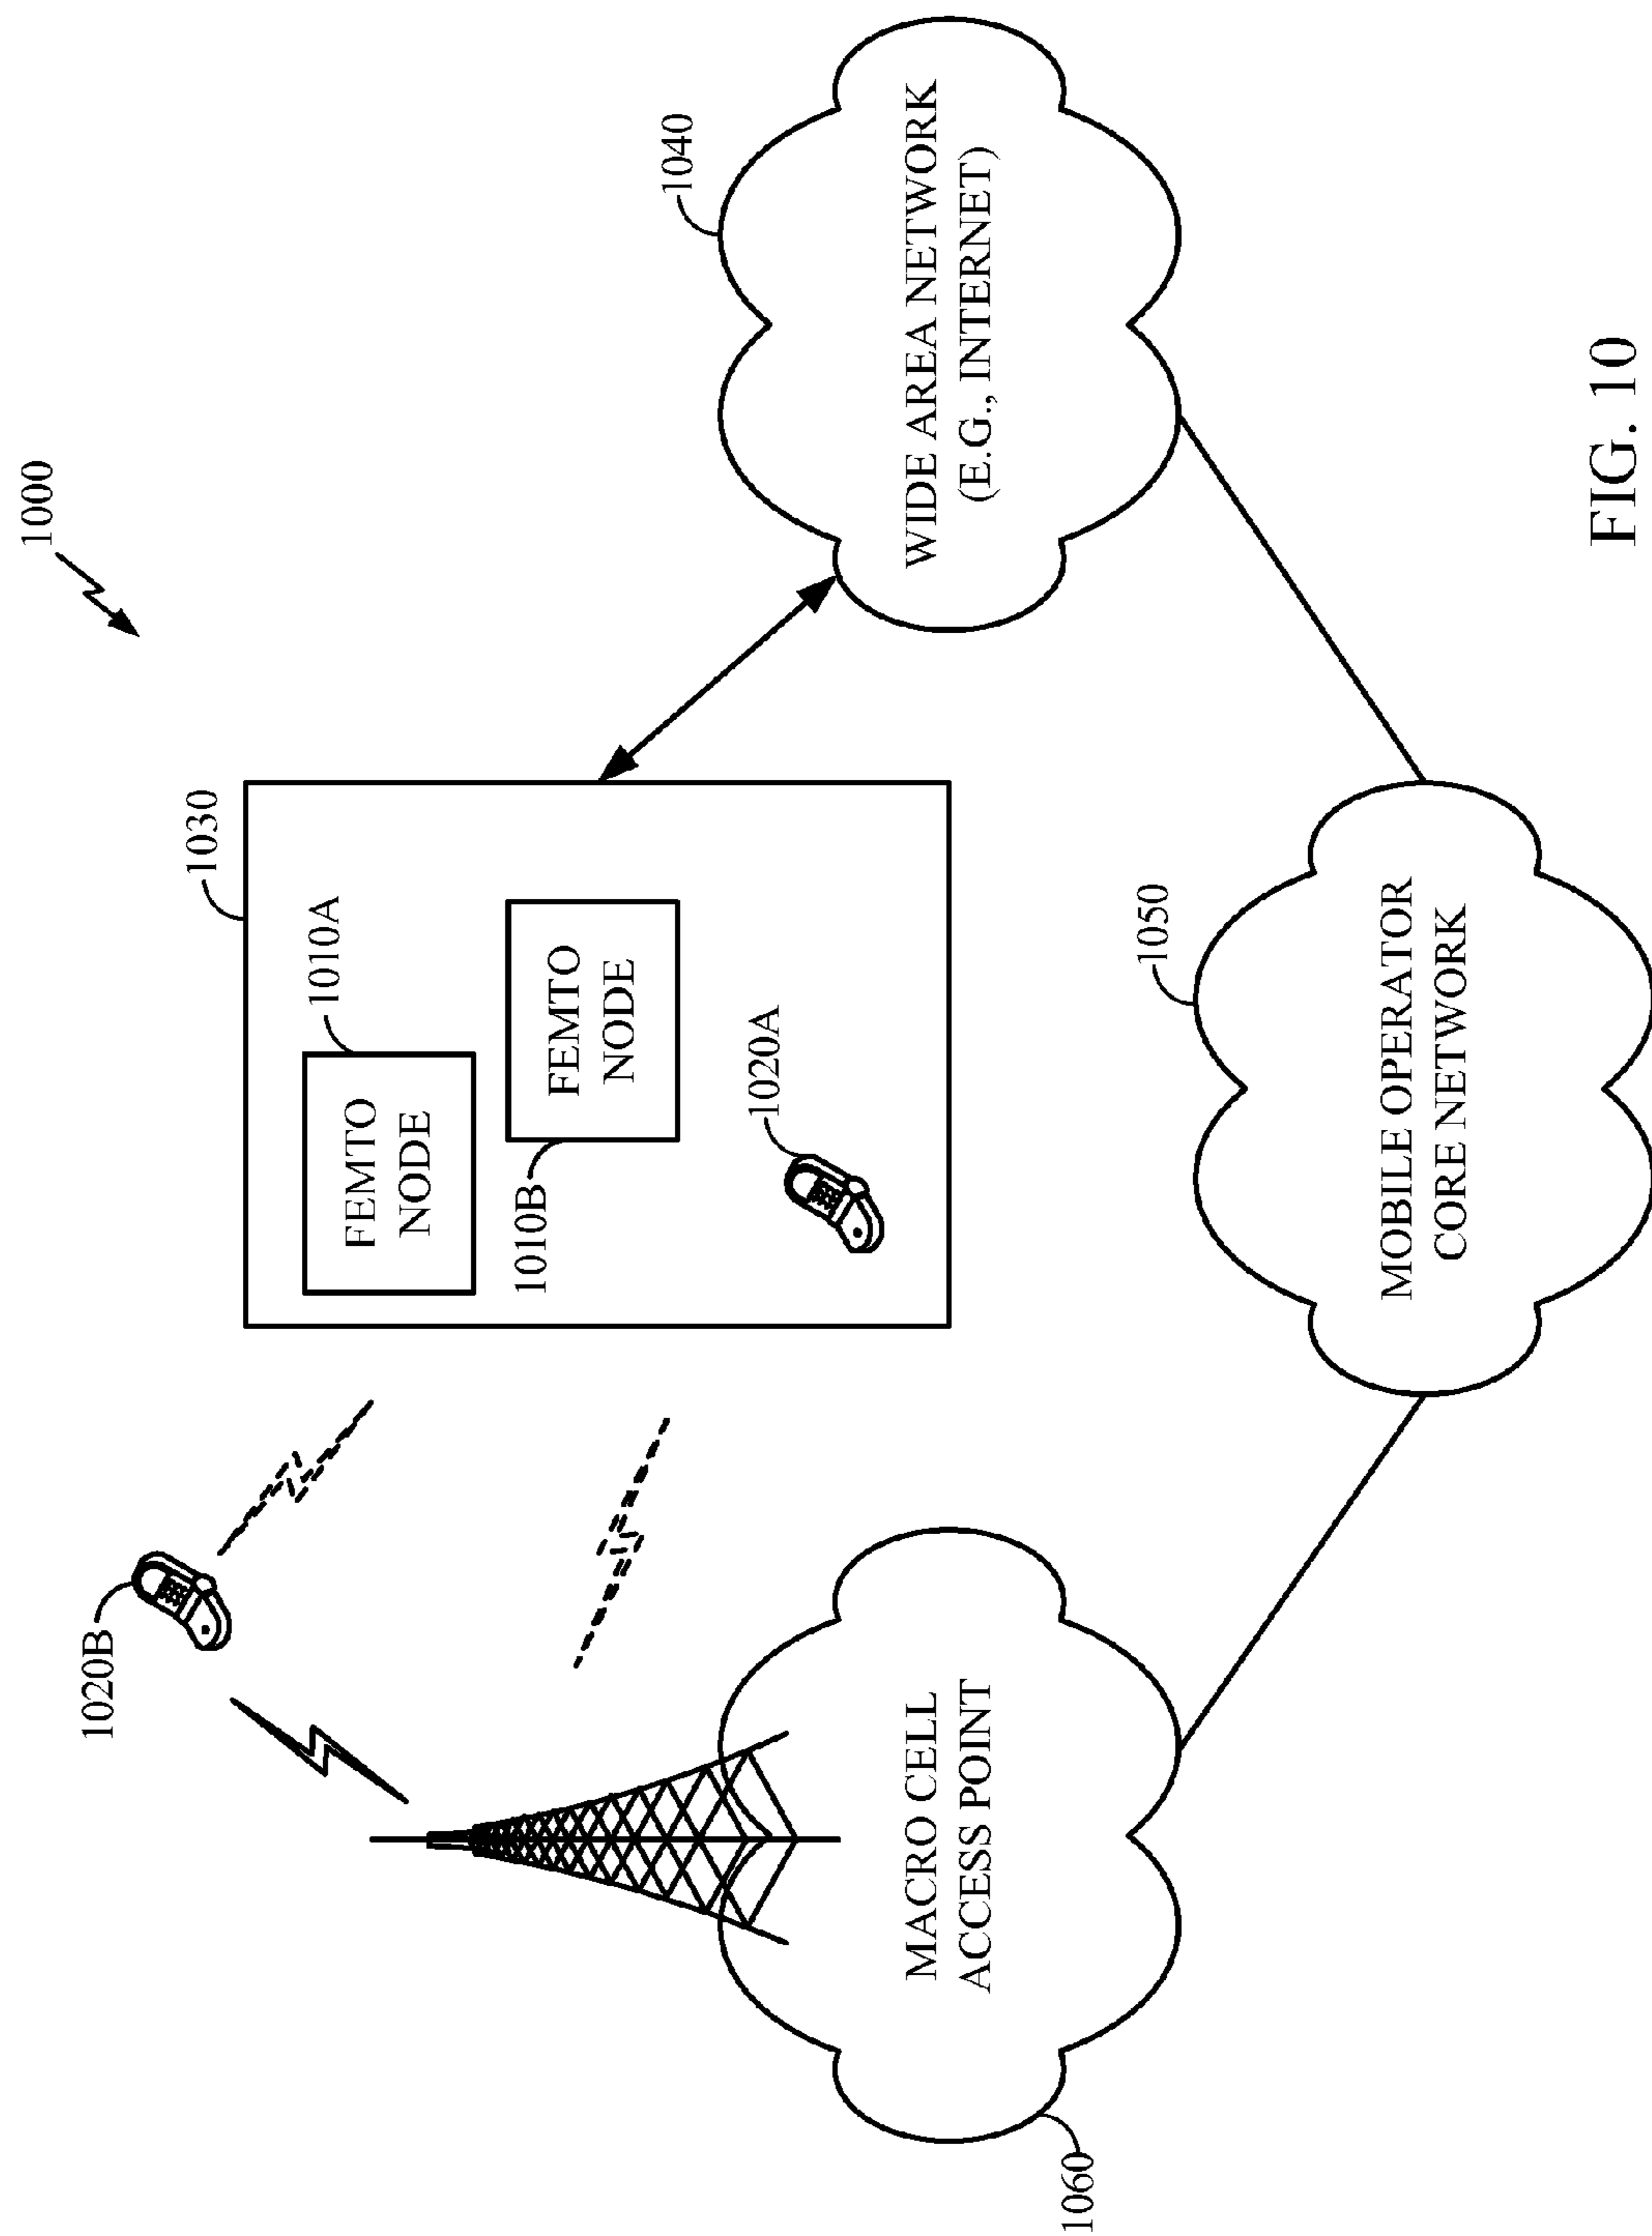 1000
1020B
1030
1010A
FEMTO
NODE
1010B
FEMTO
NODE
1020A
1040
WIDE AREA NETWORK
(E.G., INTERNET)
MACRO CELL
ACCESS POINT
1060
1050
MOBILE OPERATOR
CORE NETWORK
FIG. 10